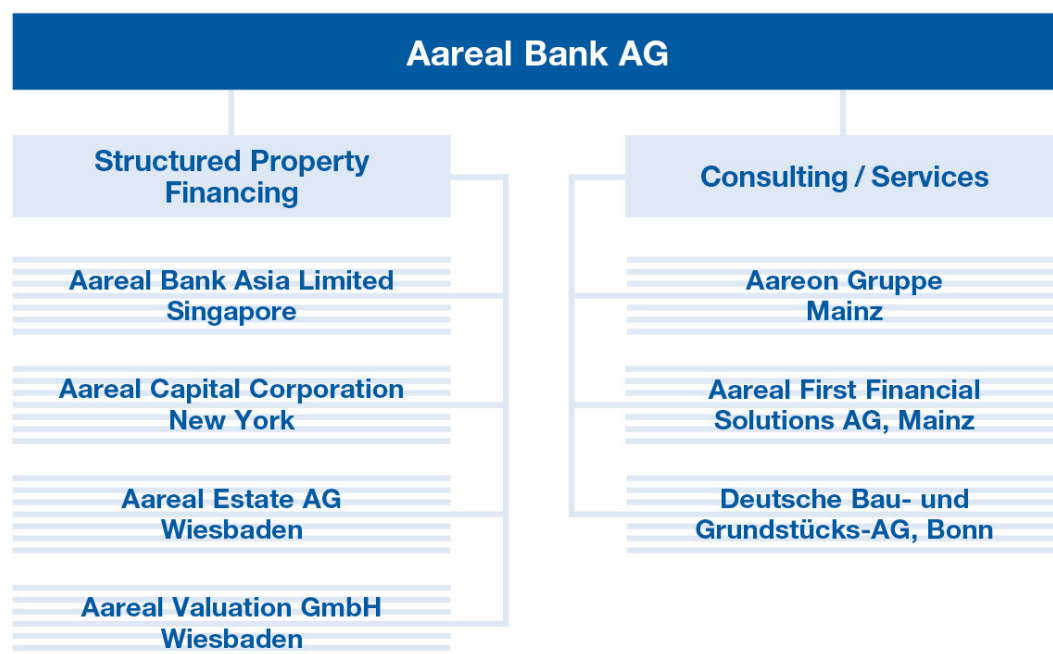 Aareal Bank AG
Structured Property
Financing
Aareal Bank Asia Limited
Singapore
Aareal Capital Corporation
New York
Aareal Estate AG
Wiesbaden
Aareal Valuation GmbH
Wiesbaden
Consulting / Services
Aareon Gruppe
Mainz
Aareal First Financial
Solutions AG, Mainz
Deutsche Bau- und
Grundstücks-AG, Bonn